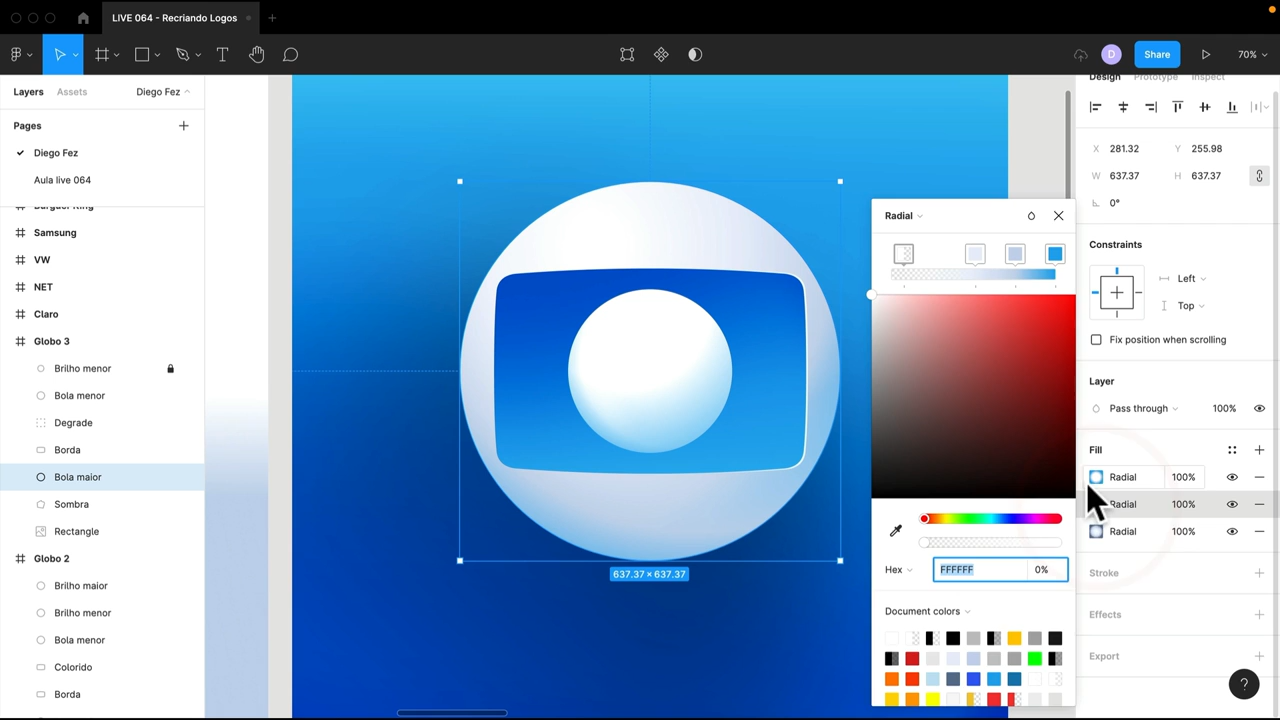 LIVE 064 - Recriando Logos
D
Share
70%
Layers
Assets
Diego Fez
Pages
Diego Fez
Aula live 064
Burguer King
Samsung
VW
NET
Claro
Globo 3
Brilho menor
Bola menor
Degrade
Borda
Bola maior
Sombra
Rectangle
Globo 2
Brilho maior
Brilho menor
Bola menor
Colorido
Borda
637.37 × 637.37
Radial
Hex
FFFFFF
0%
Document colors
Design
Prototype
Inspect
X 281.32
Y 255.98
W 637.37
H 637.37
0°
Constraints
Left
Top
Fix position when scrolling
Layer
Pass through
100%
Fill
Radial 100%
Radial 100%
Radial 100%
Stroke
Effects
Export
?